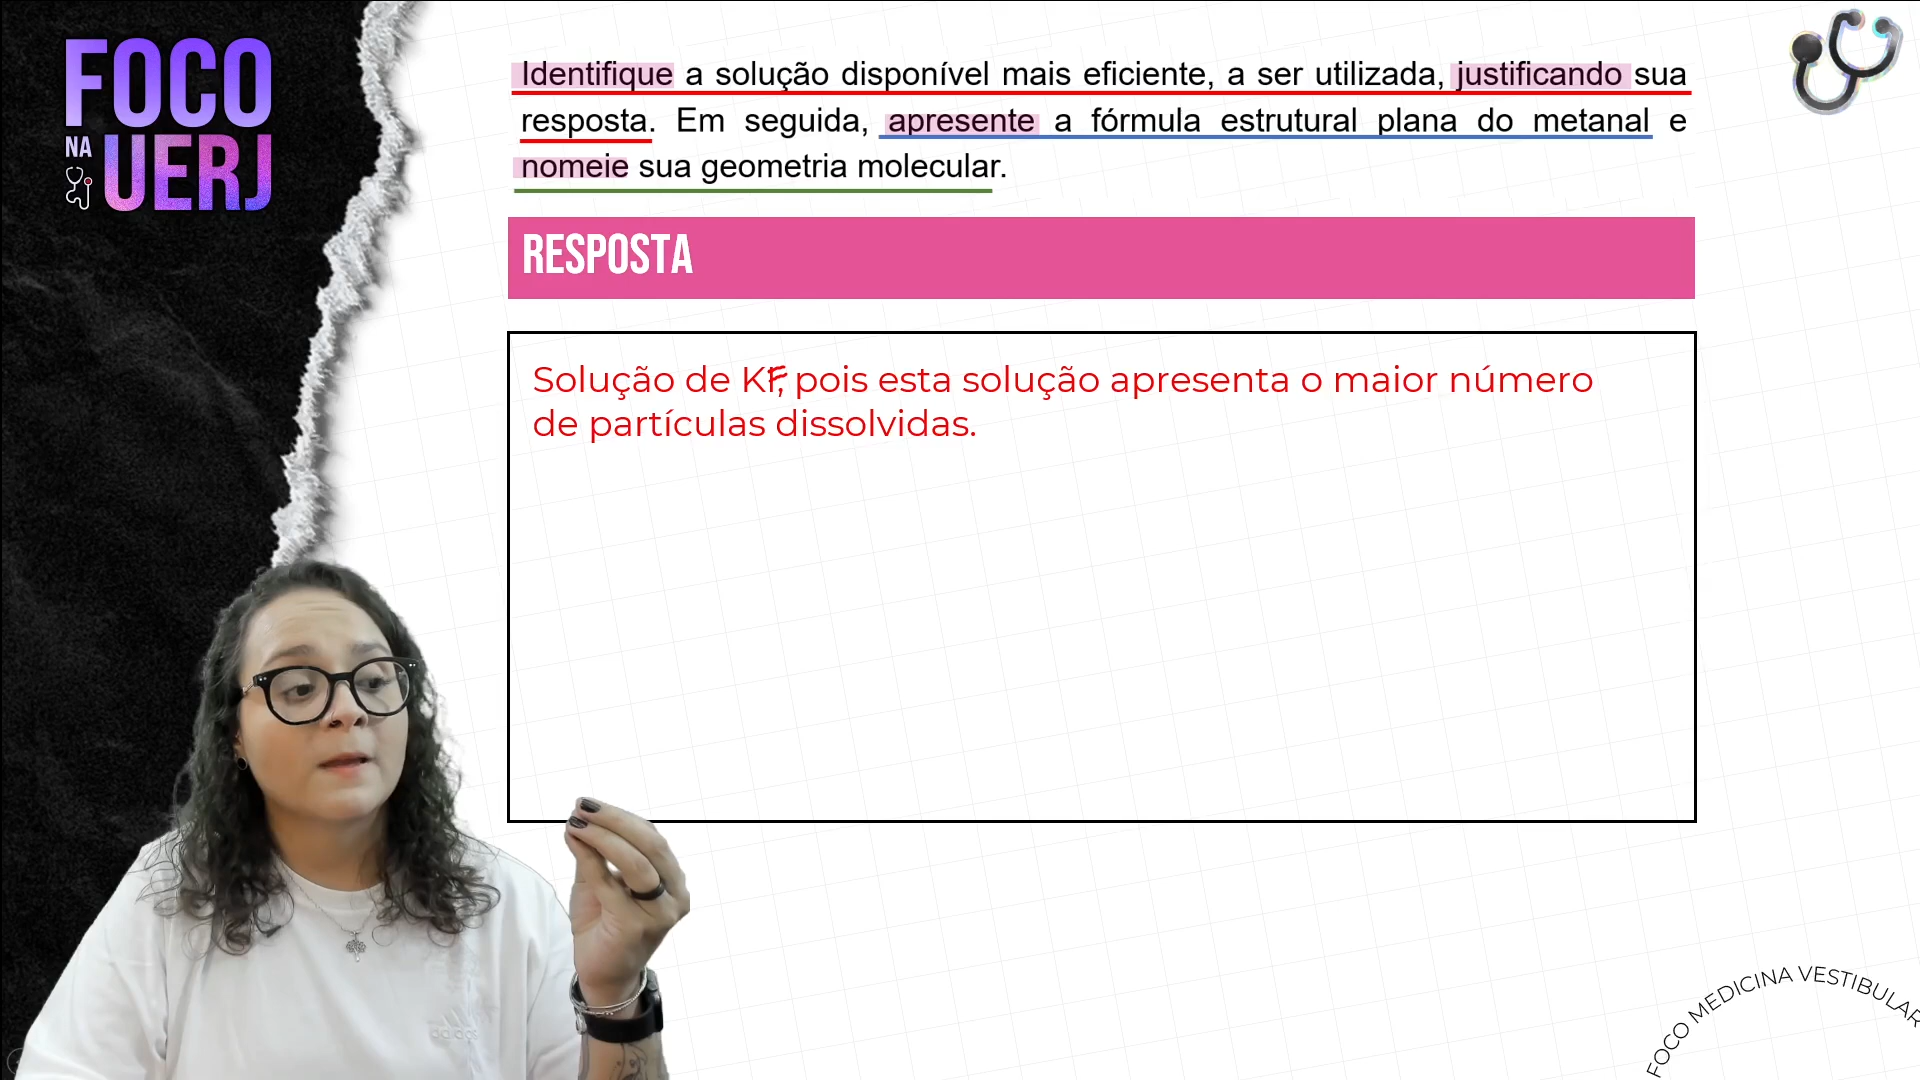 FOCO
NA
UERJ
Identifique a solução disponível mais eficiente, a ser utilizada, justificando sua
resposta. Em seguida, apresente a fórmula estrutural plana do metanal e
nomeie sua geometria molecular.
RESPOSTA
Solução de KF, pois esta solução apresenta o maior número
de partículas dissolvidas.
adidas
FOCO MEDICINA VESTIBULAR